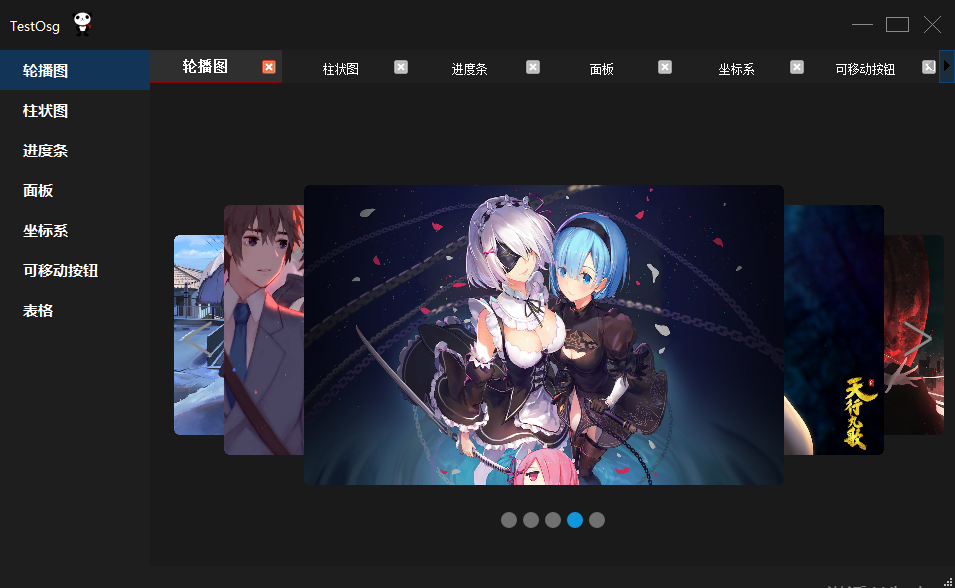 TestOsg
轮播图
柱状图
进度条
面板
坐标系
可移动按钮
轮播图
柱状图
进度条
面板
坐标系
可移动按钮
表格
天行九歌